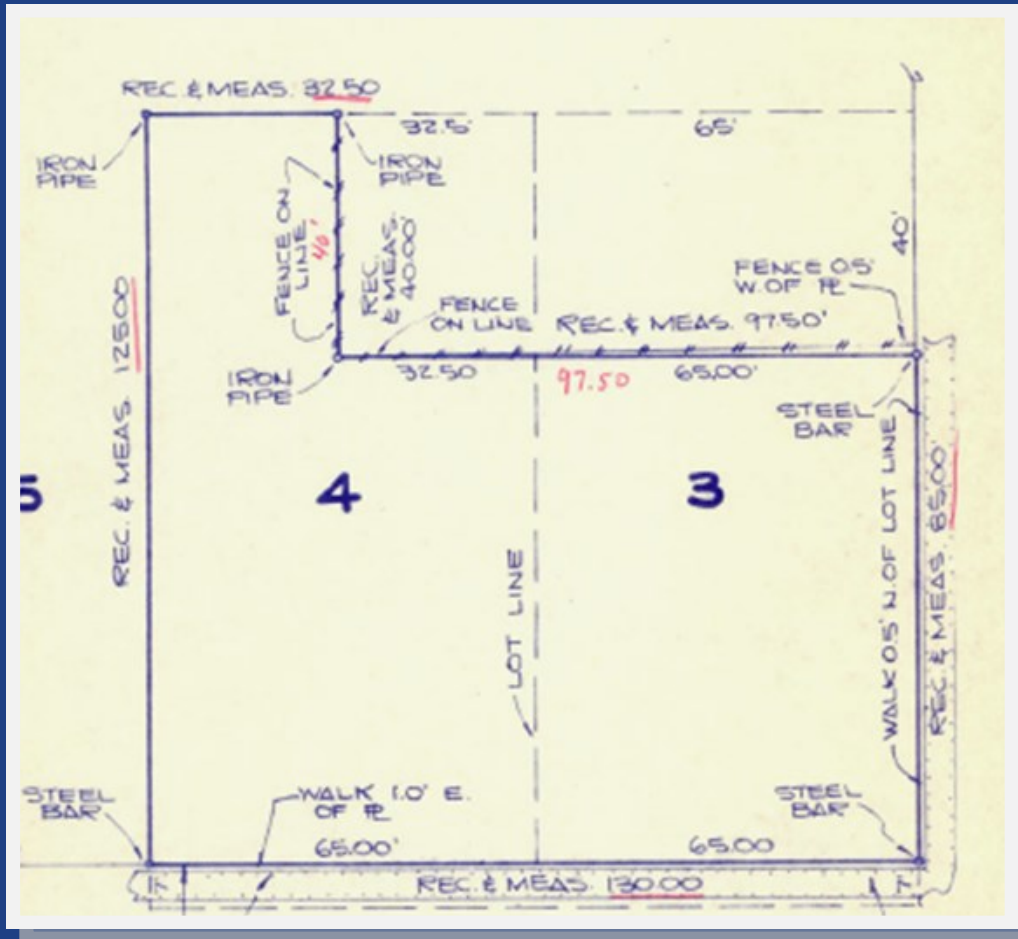 REC. & MEAS. 32.50
32.5'
65'
IRON
PIPE
IRON
PIPE
FENCE ON
LINE
40'
REC.
& MEAS.
40.00'
40'
FENCE 0.5'
W. OF PL
FENCE
ON LINE
REC. & MEAS. 97.50'
IRON
PIPE
32.50
97.50
65.00'
STEEL
BAR
REC. & MEAS. 125.00
5
4
3
LOT LINE
WALK 0.5' N. OF LOT LINE
REC. & MEAS. 85.00'
STEEL
BAR
WALK 1.0' E.
OF PL
STEEL
BAR
65.00'
65.00
REC. & MEAS. 130.00